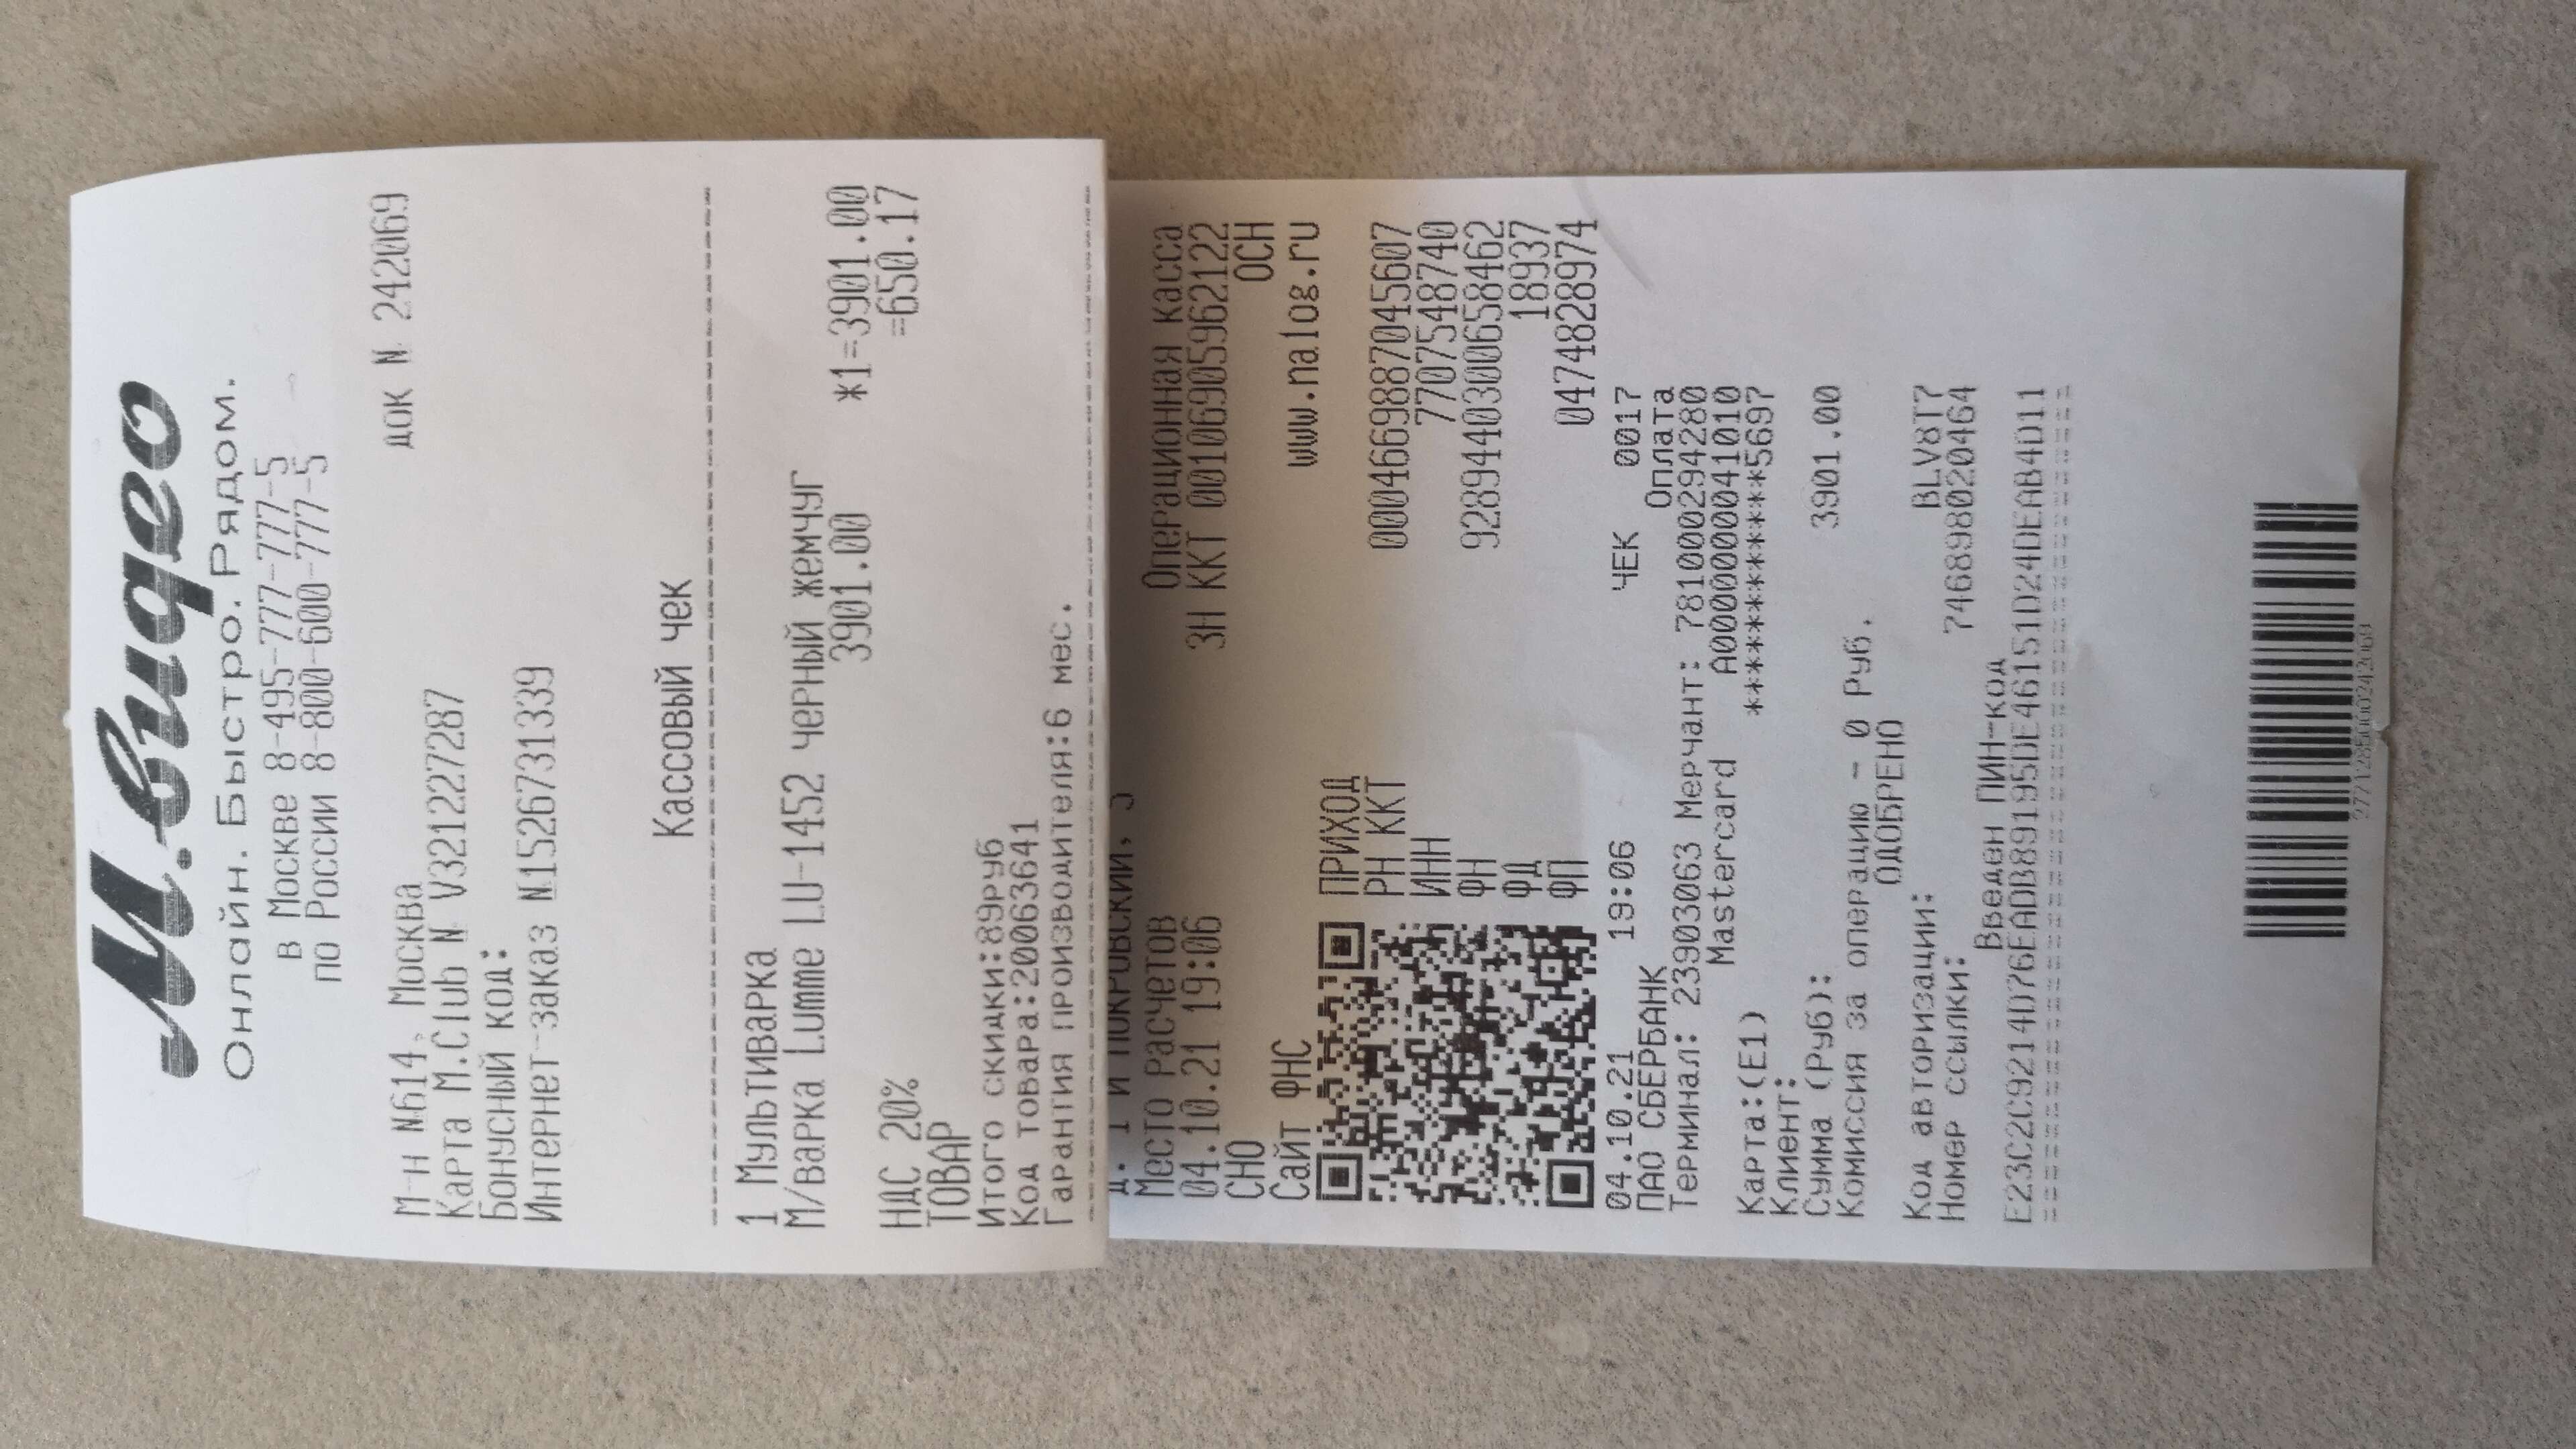 М.видео
Онлайн. Быстро. Рядом.
в Москве 8-495-777-777-5
по России 8-800-600-777-5
док N 242069
М-н N614, Москва
Карта M.Club N V3212227287
Бонусный код:
Интернет-заказ N1526731339
Кассовый чек
1 Мультиварка
М/варка Lumme LU-1452 черный жемчуг
3901.00 *1=3901.00
НДС 20% =650.17
ТОВАР
Итого скидки:89руб
Код товара:20063641
Гарантия производителя:6 мес.
д. 1 И ПОКРОВСКИЙ, 5
Место расчетов Операционная касса
04.10.21 19:06 ЗН ККТ 00106905962122
СНО ОСН
Сайт ФНС www.nalog.ru
ПРИХОД
РН ККТ 0004669887045607
ИНН 7707548740
ФН 9289440300658462
ФД 18937
ФП 0474828974
04.10.21 19:06 ЧЕК 0017
ПАО СБЕРБАНК Оплата
Терминал: 23903063 Мерчант: 781000294280
Mastercard A0000000041010
Карта:(E1) ************5697
Клиент:
Сумма (Руб): 3901.00
Комиссия за операцию - 0 Руб.
ОДОБРЕНО
Код авторизации: BLV8T7
Номер ссылки: 746898020464
Введен ПИН-код
E23C2C9214D76EADB89195DE46151D24DEAB4D11